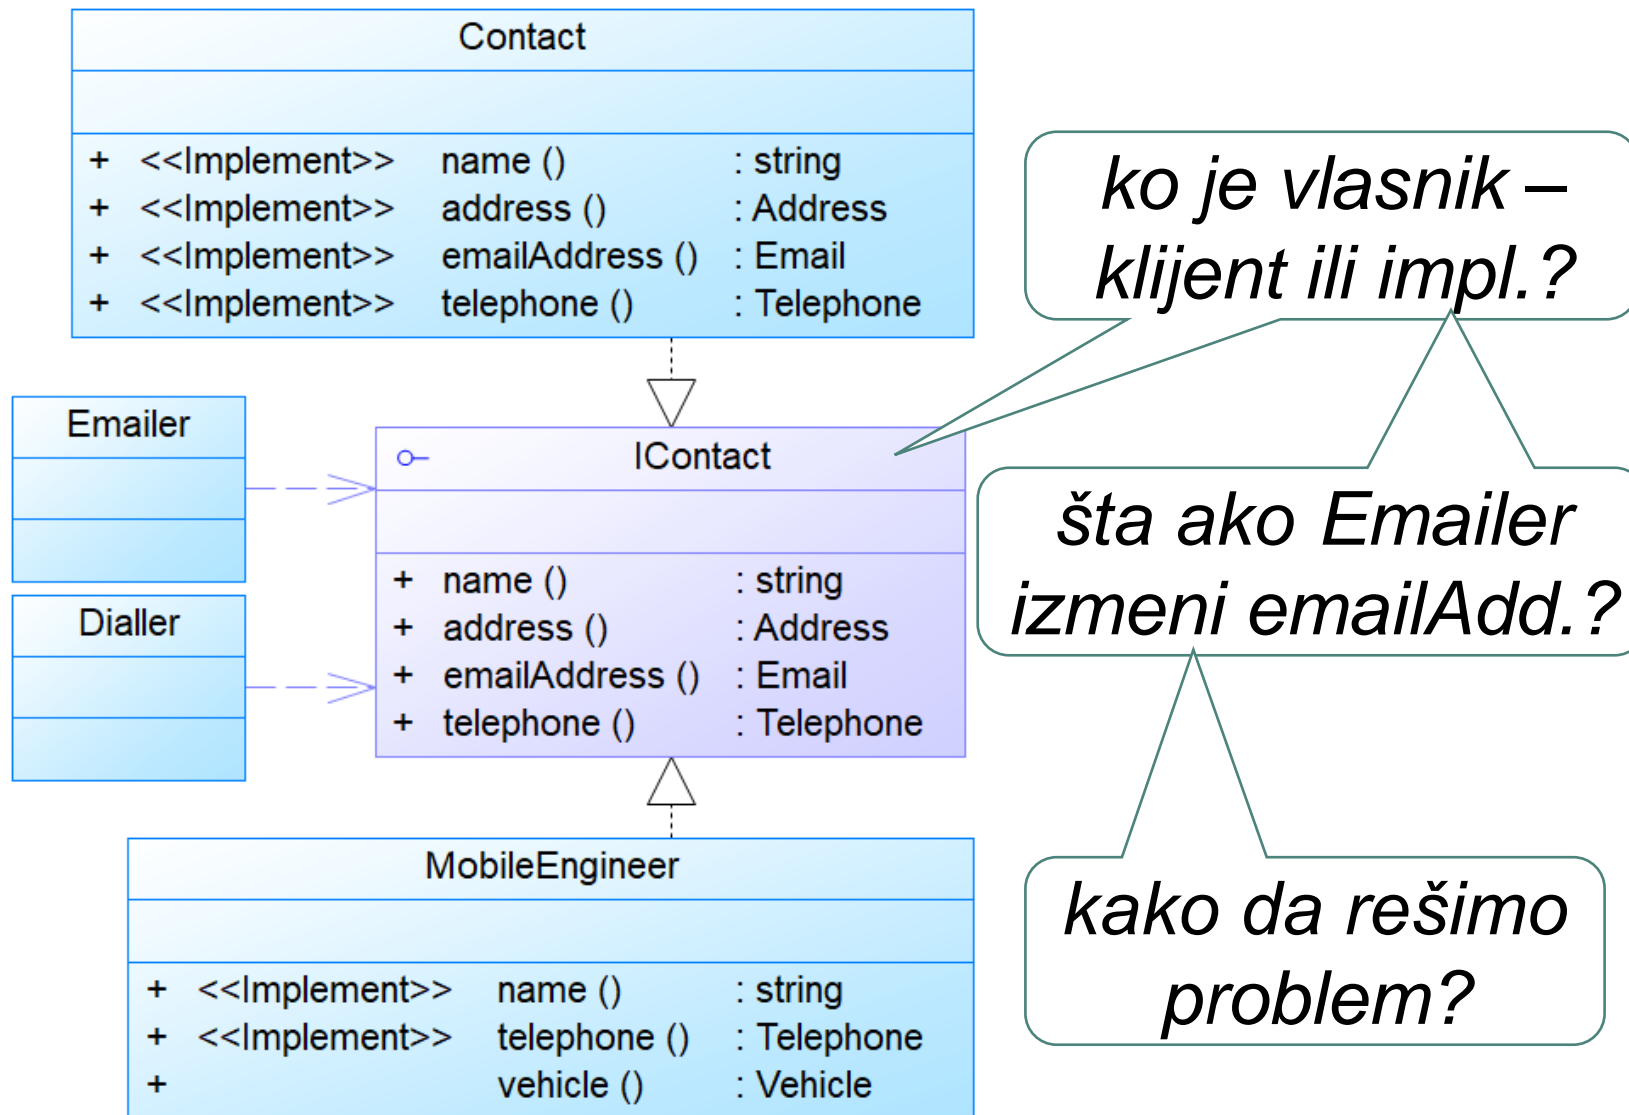 Contact
+ <<Implement>> name () : string
+ <<Implement>> address () : Address
+ <<Implement>> emailAddress () : Email
+ <<Implement>> telephone () : Telephone
ko je vlasnik –
klijent ili impl.?
Emailer
IContact
šta ako Emailer
izmeni emailAdd.?
+ name () : string
+ address () : Address
+ emailAddress () : Email
+ telephone () : Telephone
Dialler
MobileEngineer
+ <<Implement>> name () : string
+ <<Implement>> telephone () : Telephone
+ vehicle () : Vehicle
kako da rešimo
problem?